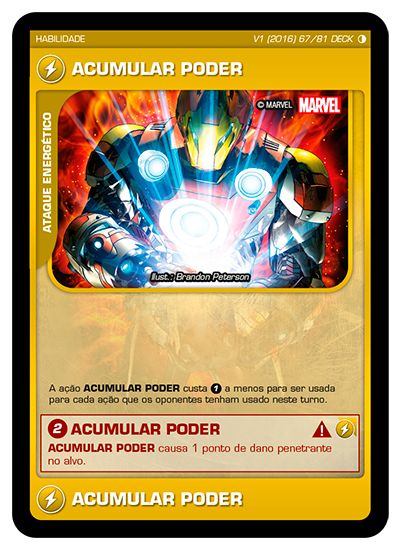 HABILIDADE
V1 (2016) 67/81 DECK
ACUMULAR PODER
ATAQUE ENERGÉTICO
© MARVEL MARVEL
Ilust.: Brandon Peterson
A ação ACUMULAR PODER custa 1 a menos para ser usada
para cada ação que os oponentes tenham usado neste turno.
2 ACUMULAR PODER
ACUMULAR PODER causa 1 ponto de dano penetrante
no alvo.
ACUMULAR PODER